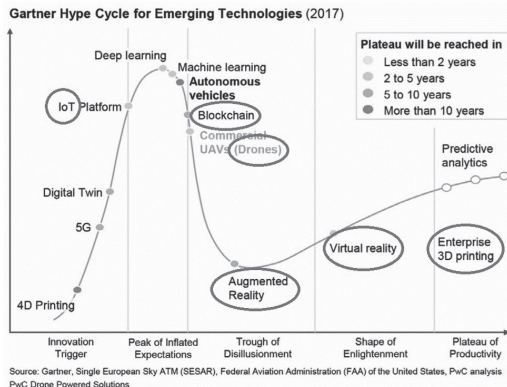 Gartner Hype Cycle for Emerging Technologies (2017)
Plateau will be reached in
Less than 2 years
2 to 5 years
5 to 10 years
More than 10 years
Deep learning
Machine learning
Autonomous
vehicles
IoT Platform
Blockchain
Commercial
UAVs (Drones)
Predictive
analytics
Digital Twin
5G
Virtual reality
Enterprise
3D printing
Augmented
Reality
4D Printing
Innovation
Trigger
Peak of Inflated
Expectations
Trough of
Disillusionment
Shape of
Enlightenment
Plateau of
Productivity
Source: Gartner, Single European Sky ATM (SESAR), Federal Aviation Administration (FAA) of the United States, PwC analysis
PwC Drone Powered Solutions